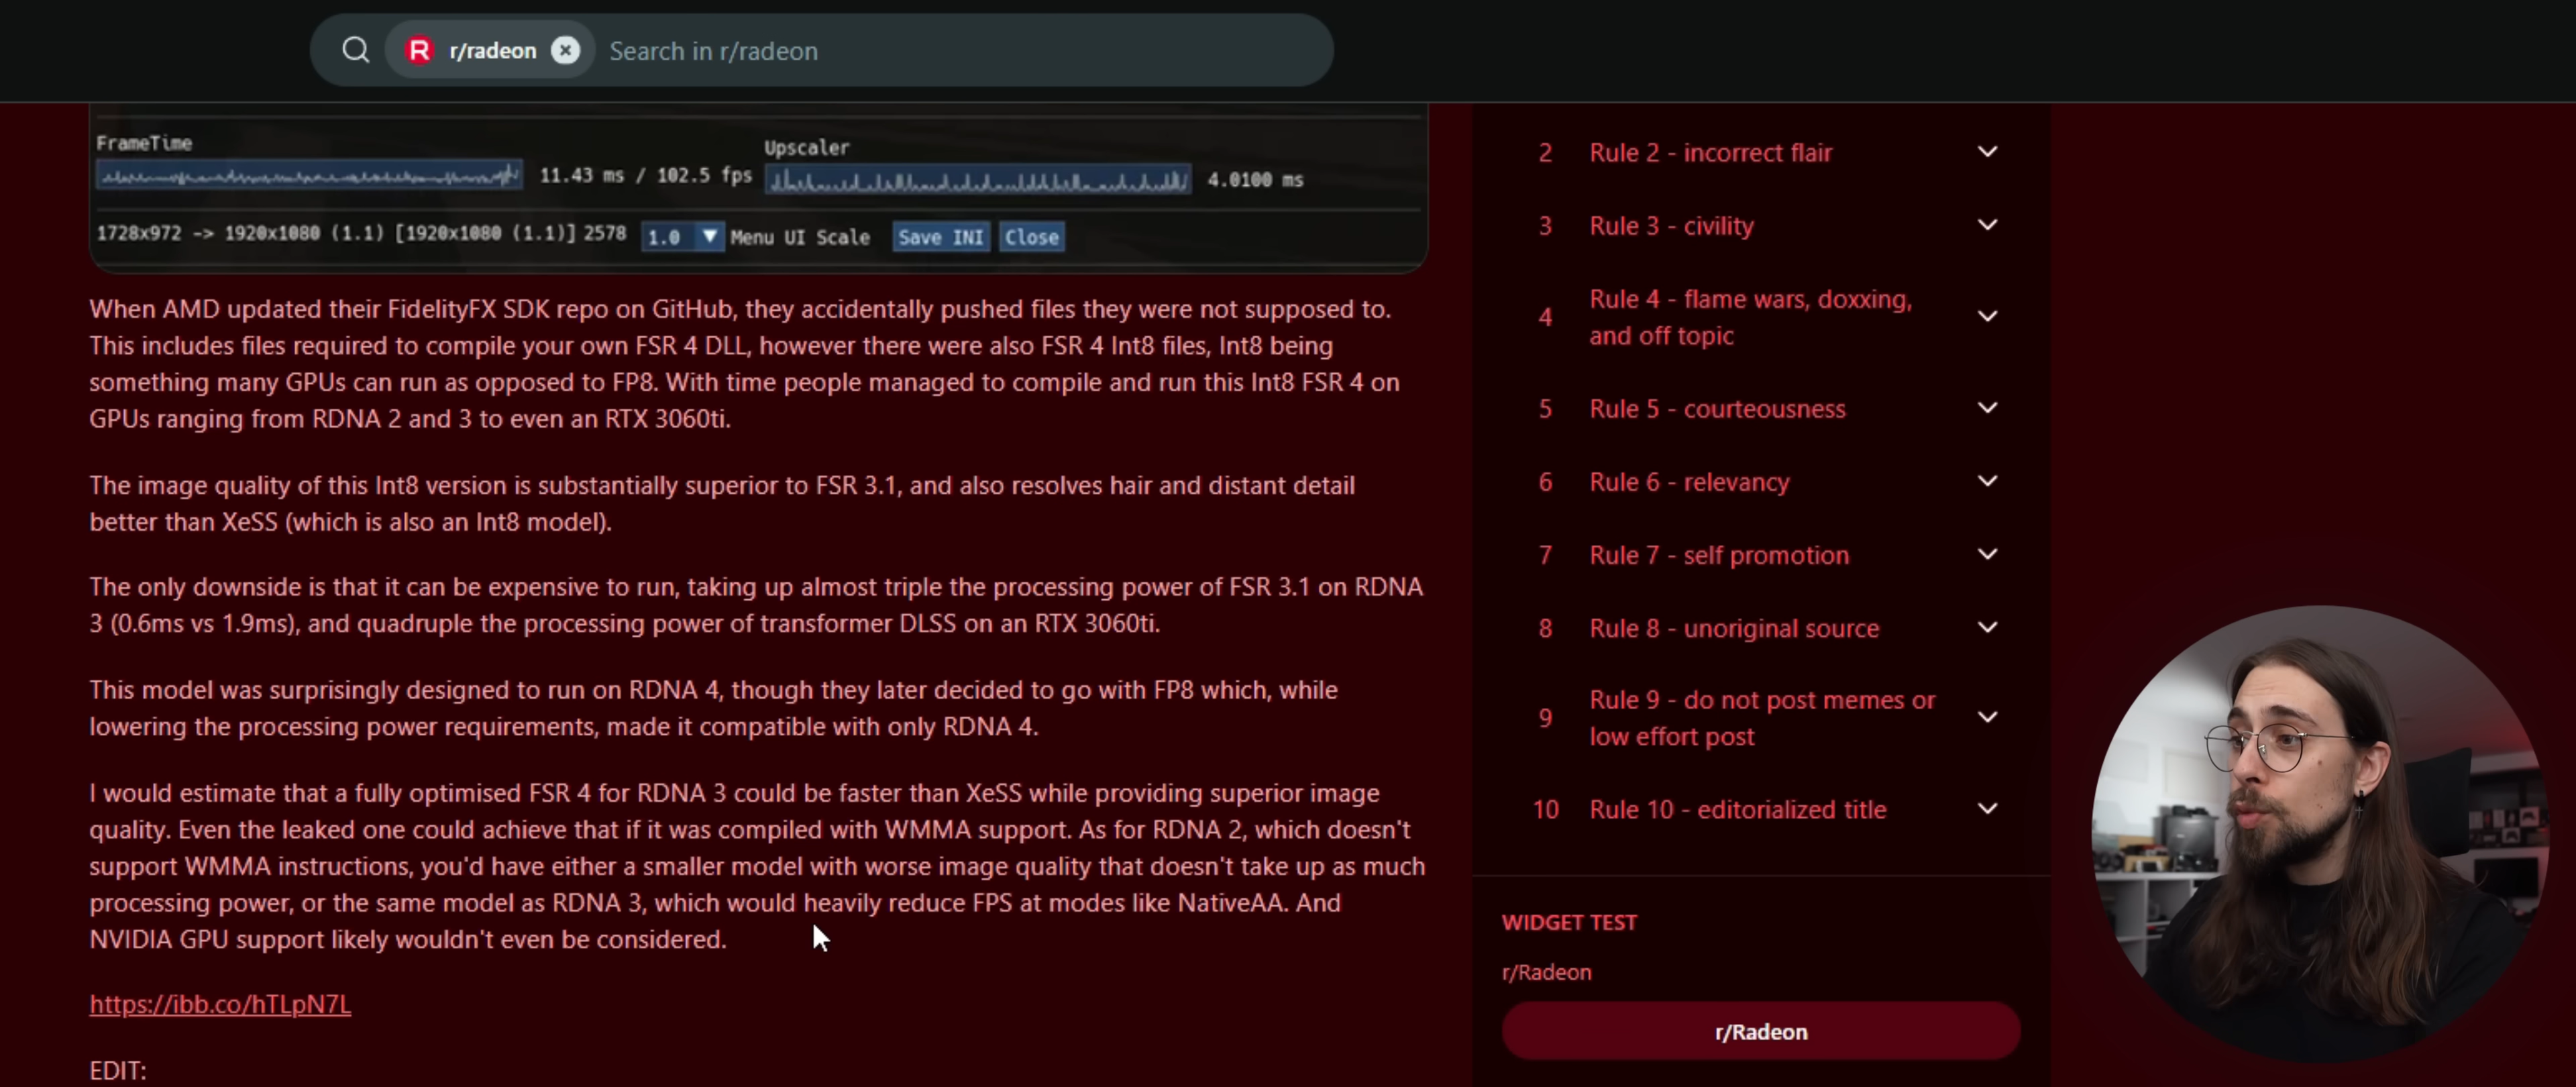 r/radeon
Search in r/radeon
FrameTime
11.43 ms / 102.5 fps
Upscaler
4.0100 ms
1728x972 -> 1920x1080 (1.1) [1920x1080 (1.1)] 2578
1.0
Menu UI Scale
Save INI
Close
When AMD updated their FidelityFX SDK repo on GitHub, they accidentally pushed files they were not supposed to.
This includes files required to compile your own FSR 4 DLL, however there were also FSR 4 Int8 files, Int8 being
something many GPUs can run as opposed to FP8. With time people managed to compile and run this Int8 FSR 4 on
GPUs ranging from RDNA 2 and 3 to even an RTX 3060ti.
The image quality of this Int8 version is substantially superior to FSR 3.1, and also resolves hair and distant detail
better than XeSS (which is also an Int8 model).
The only downside is that it can be expensive to run, taking up almost triple the processing power of FSR 3.1 on RDNA
3 (0.6ms vs 1.9ms), and quadruple the processing power of transformer DLSS on an RTX 3060ti.
This model was surprisingly designed to run on RDNA 4, though they later decided to go with FP8 which, while
lowering the processing power requirements, made it compatible with only RDNA 4.
I would estimate that a fully optimised FSR 4 for RDNA 3 could be faster than XeSS while providing superior image
quality. Even the leaked one could achieve that if it was compiled with WMMA support. As for RDNA 2, which doesn't
support WMMA instructions, you'd have either a smaller model with worse image quality that doesn't take up as much
processing power, or the same model as RDNA 3, which would heavily reduce FPS at modes like NativeAA. And
NVIDIA GPU support likely wouldn't even be considered.
https://ibb.co/hTLpN7L
EDIT:
2 Rule 2 - incorrect flair
3 Rule 3 - civility
4 Rule 4 - flame wars, doxxing,
and off topic
5 Rule 5 - courteousness
6 Rule 6 - relevancy
7 Rule 7 - self promotion
8 Rule 8 - unoriginal source
9 Rule 9 - do not post memes or
low effort post
10 Rule 10 - editorialized title
WIDGET TEST
r/Radeon
r/Radeon